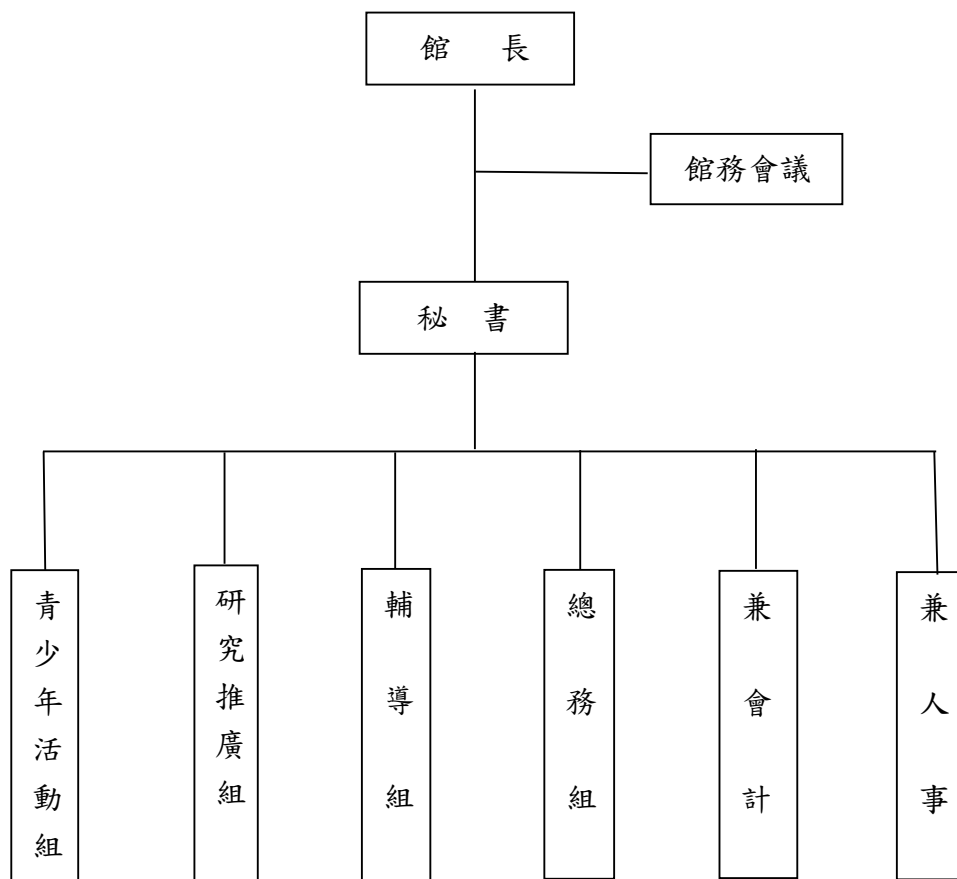 館 長
館務會議
秘 書
青少年活動組
研究推廣組
輔導組
總務組
兼會計
兼人事